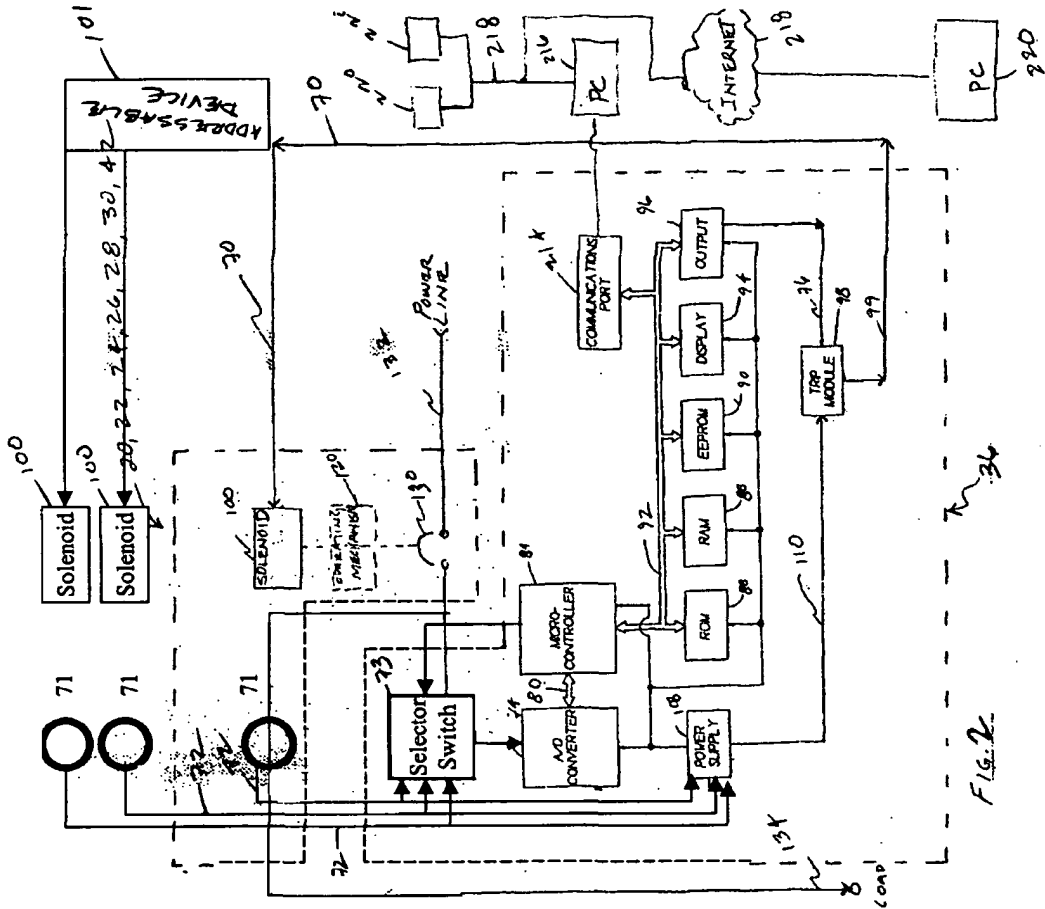 101
ADDRESSABLE
DEVICE
100
Solenoid
100
Solenoid
20, 22, 24, 26, 28, 30, 42
70
70
71
71
71
72
72
72
100
SOLENOID
OPERATING
MECHANISM
120
130
132
POWER
LINE
73
Selector
Switch
A/D
CONVERTER
80
84
MICRO-
CONTROLLER
92
ROM
88
RAM
88
EEPROM
90
DISPLAY
94
OUTPUT
96
COMMUNICATIONS
PORT
PC
216
218
INTERNET
218
PC
220
POWER
SUPPLY
108
110
TRIP
MODULE
98
74
99
36
134
LOAD
FIG. 2